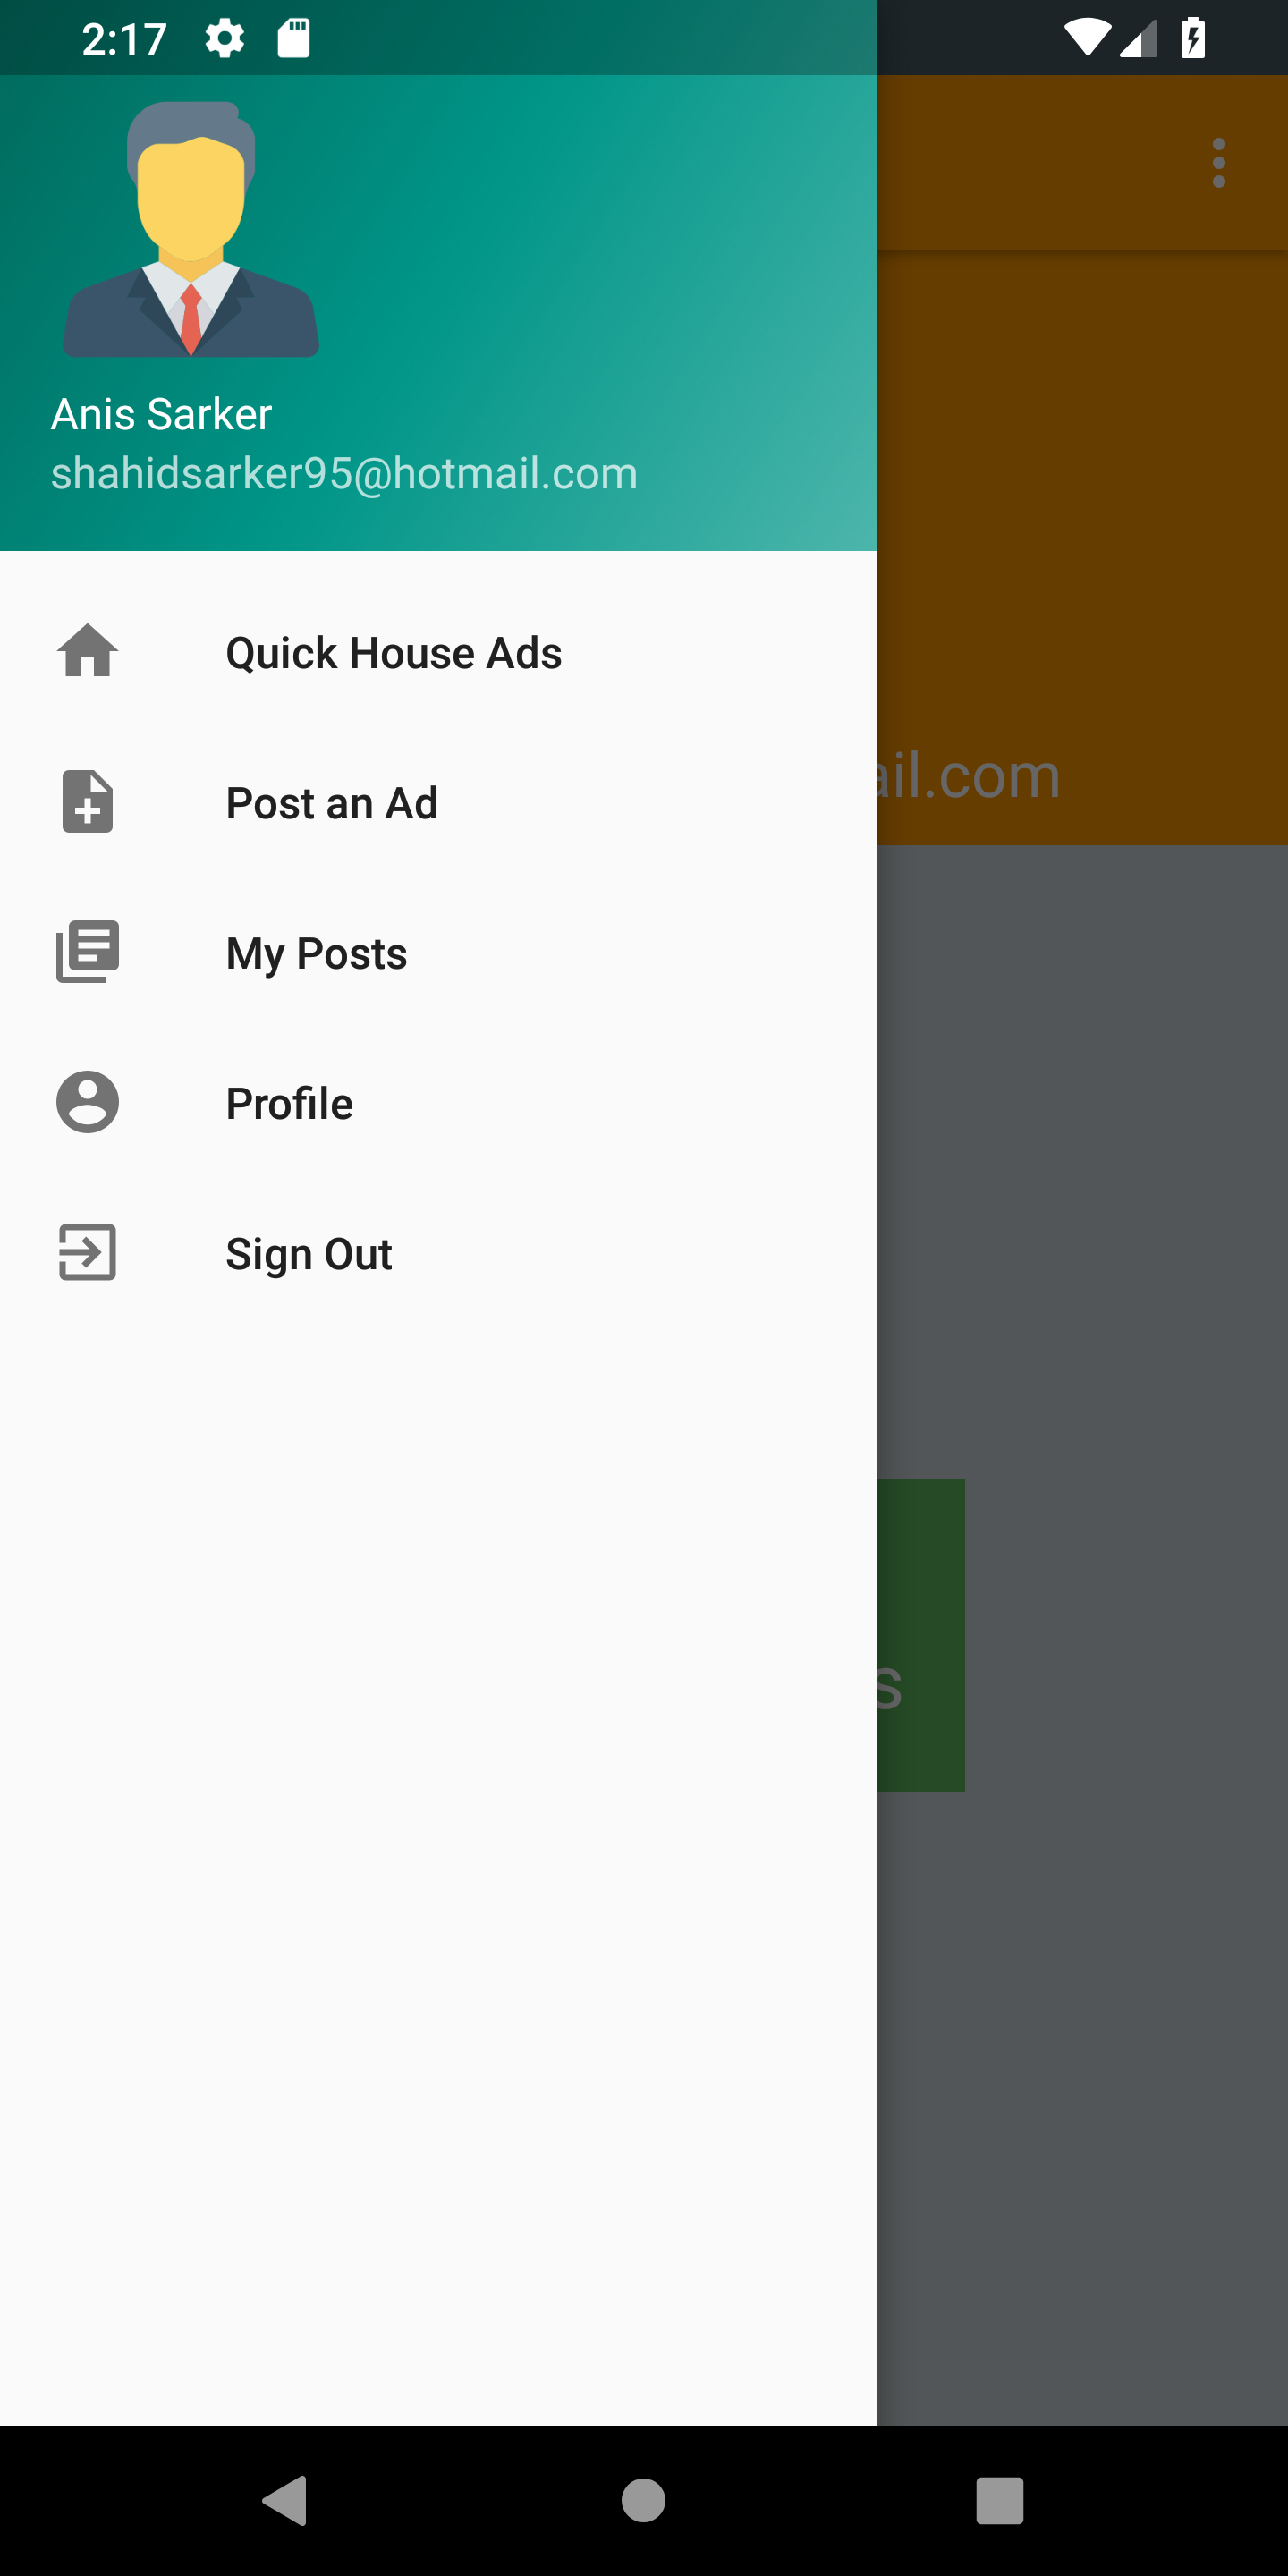 2:17
Anis Sarker
shahidsarker95@hotmail.com
ail.com
Quick House Ads
Post an Ad
My Posts
Profile
Sign Out
s